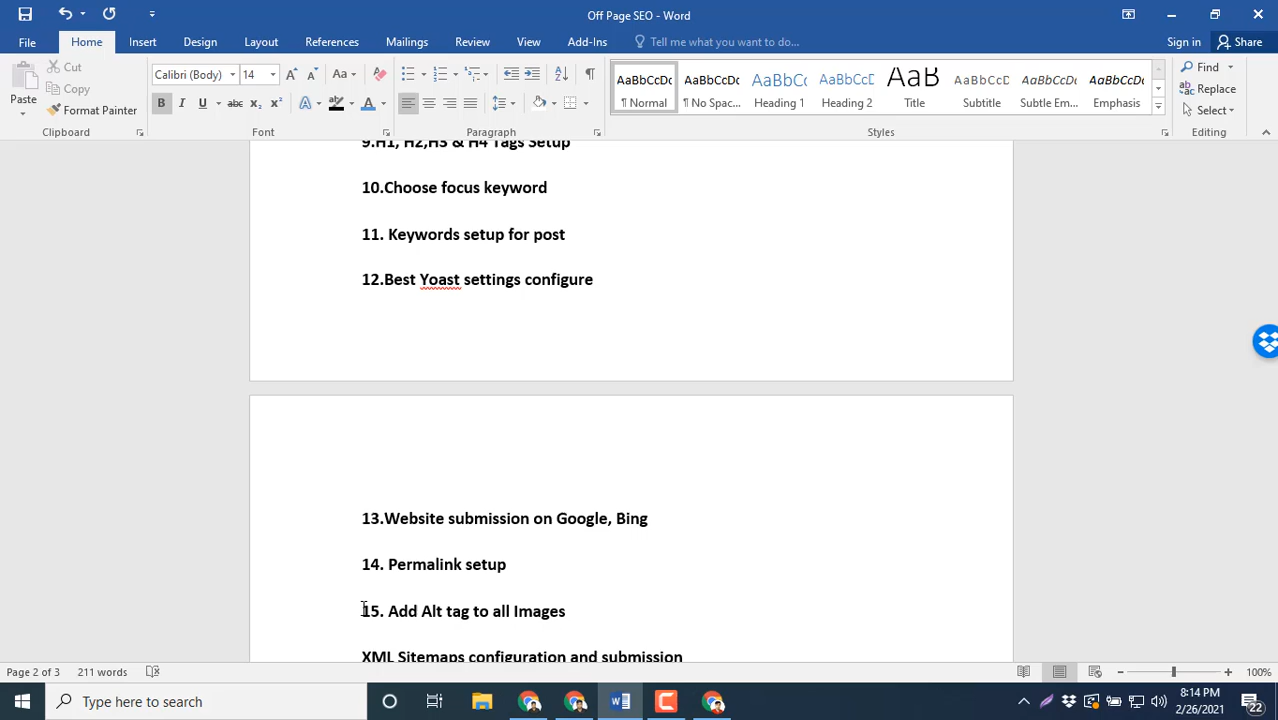 Off Page SEO - Word
File Home Insert Design Layout References Mailings Review View Add-Ins Tell me what you want to do... Sign in Share
Paste Cut Copy Format Painter
Clipboard
Calibri (Body) 14
Font
Paragraph
AaBbCcDc AaBbCcDc AaBbCc AaBbCcC AaB AaBbCcD AaBbCcDc AaBbCcDc
¶ Normal ¶ No Spac... Heading 1 Heading 2 Title Subtitle Subtle Em... Emphasis
Styles
Find
Replace
Select
Editing
9.H1, H2,H3 & H4 Tags Setup
10.Choose focus keyword
11. Keywords setup for post
12.Best Yoast settings configure
13.Website submission on Google, Bing
14. Permalink setup
15. Add Alt tag to all Images
XML Sitemaps configuration and submission
Page 2 of 3 211 words 100%
Type here to search
8:14 PM
2/26/2021
22